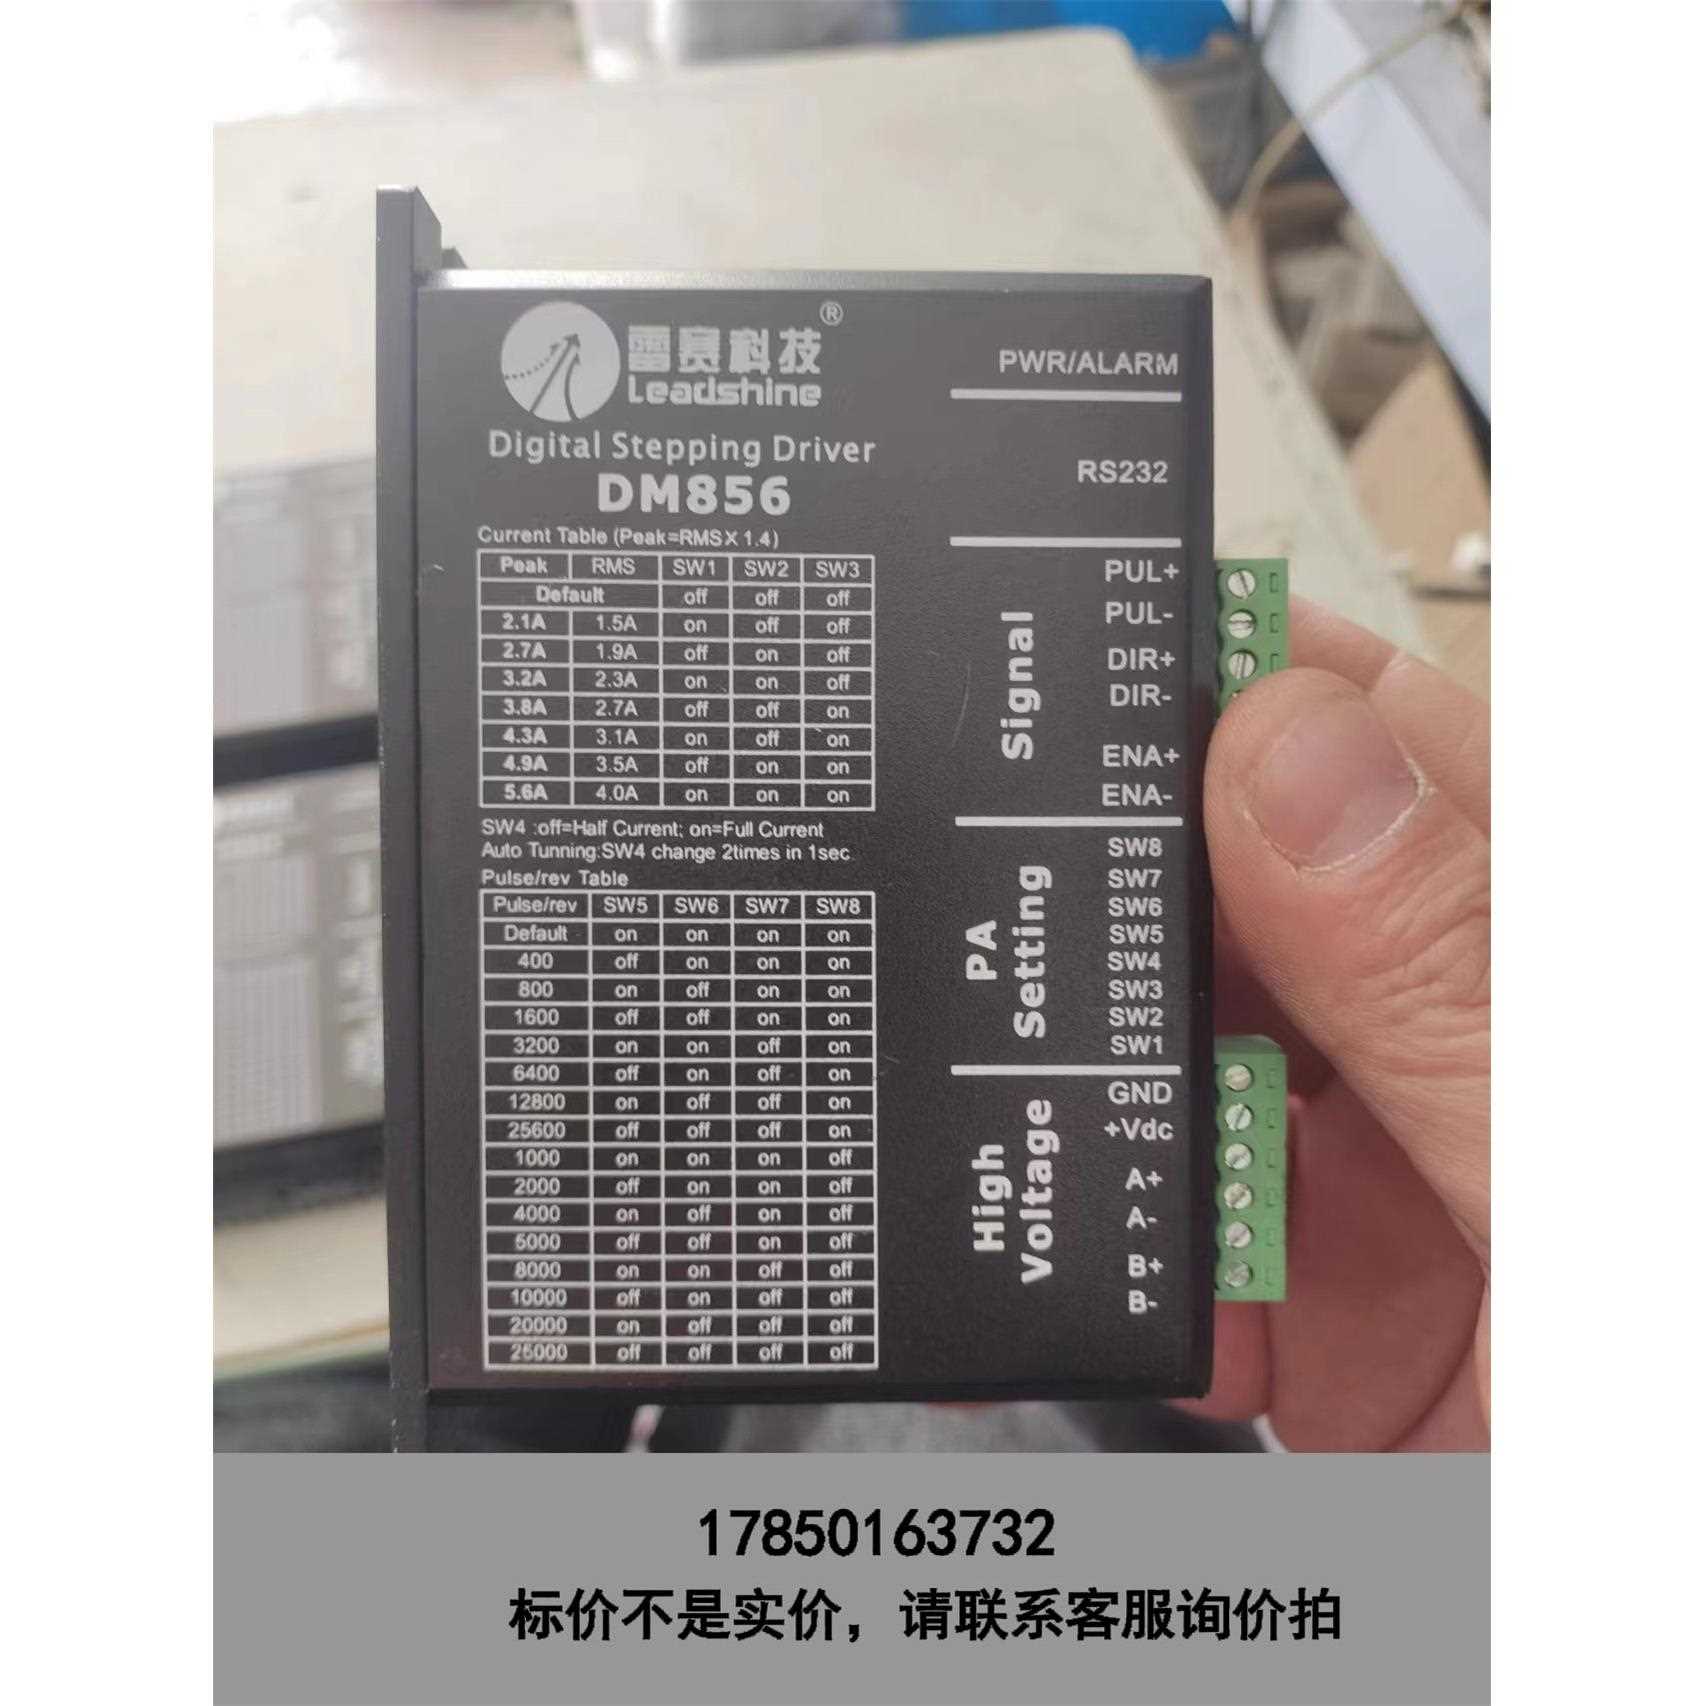 雷赛科技®
Leadshine
Digital Stepping Driver
DM856
Current Table (Peak=RMSX 1.4)
Peak RMS SW1 SW2 SW3
Default off off off
2.1A 1.5A on off off
2.7A 1.9A off on off
3.2A 2.3A on on off
3.8A 2.7A off off on
4.3A 3.1A on off on
4.9A 3.5A off on on
5.6A 4.0A on on on
SW4 :off=Half Current; on=Full Current
Auto Tunning:SW4 change 2times in 1sec
Pulse/rev Table
Pulse/rev SW5 SW6 SW7 SW8
Default on on on on
400 off on on on
800 on off on on
1600 off off on on
3200 on on off on
6400 off on off on
12800 on off off on
25600 off off off on
1000 on on on off
2000 off on on off
4000 on off on off
5000 off off on off
8000 on on off off
10000 off on off off
20000 on off off off
25000 off off off off
PWR/ALARM
RS232
Signal
PUL+
PUL-
DIR+
DIR-
ENA+
ENA-
PA
Setting
SW8
SW7
SW6
SW5
SW4
SW3
SW2
SW1
High
Voltage
GND
+Vdc
A+
A-
B+
B-
17850163732
标价不是实价，请联系客服询价拍